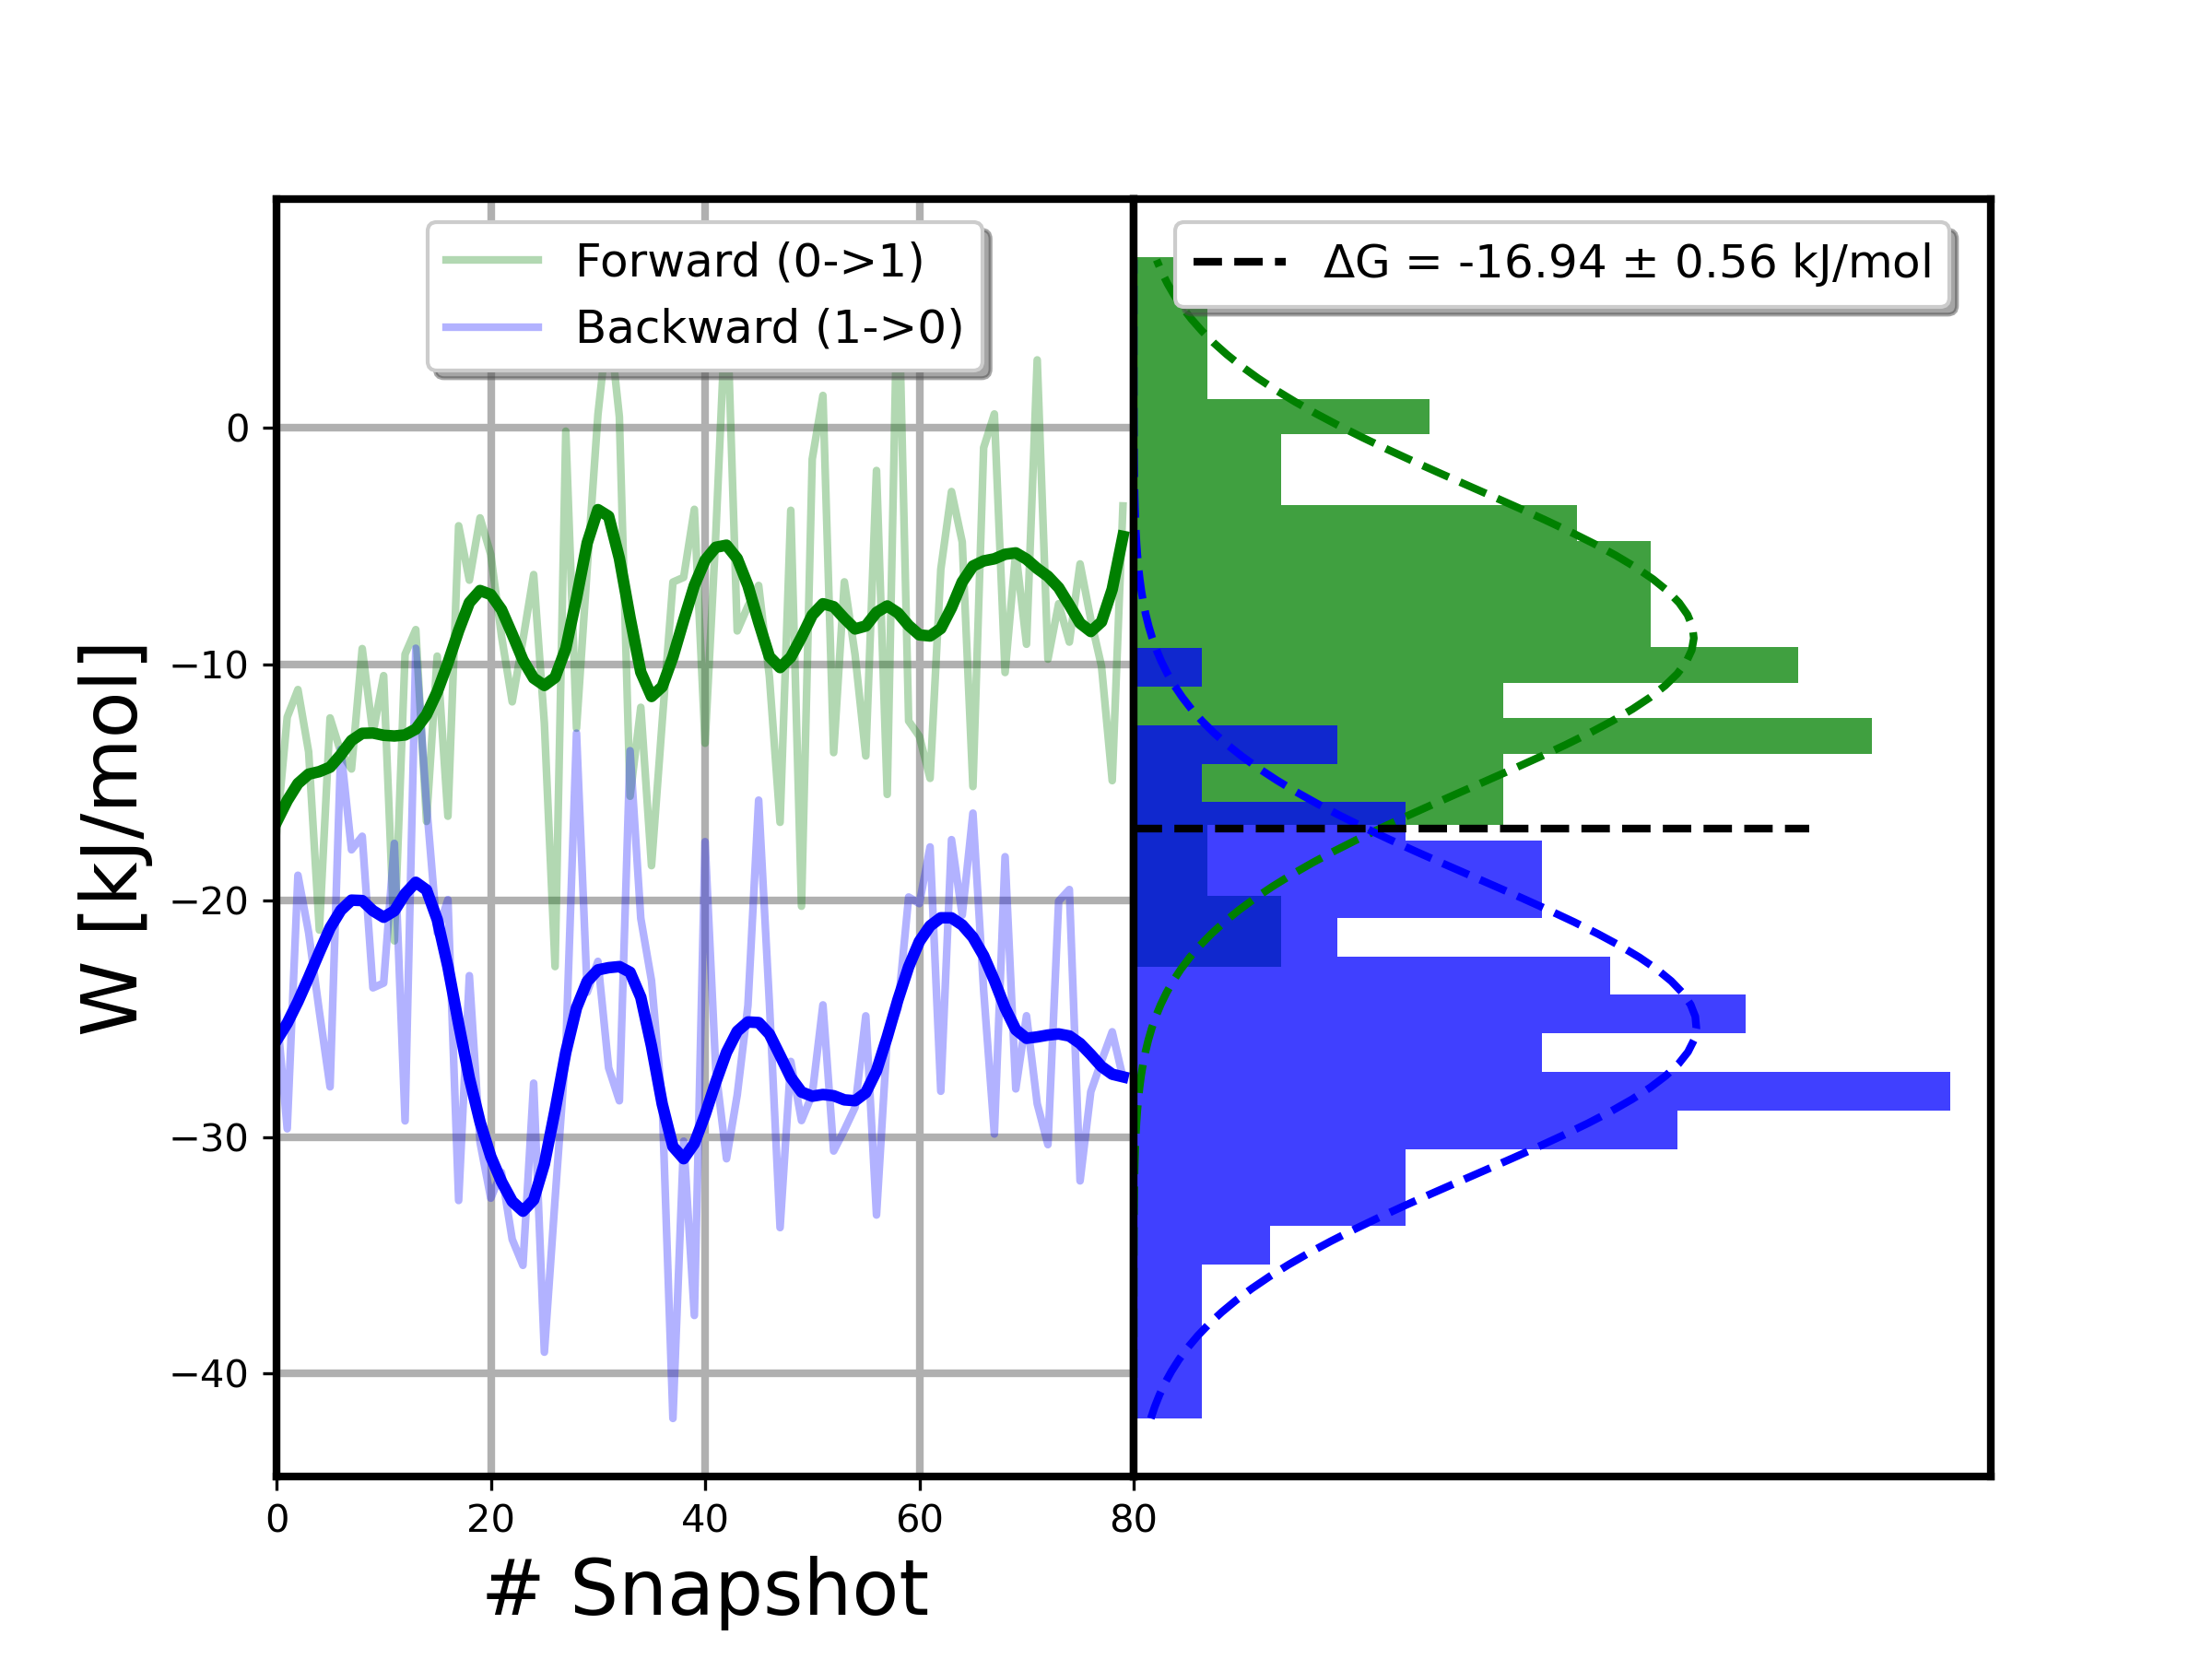 Forward (0->1)
Backward (1->0)
ΔG = -16.94 ± 0.56 kJ/mol
W [kJ/mol]
0
−10
−20
−30
−40
0 20 40 60 80
# Snapshot